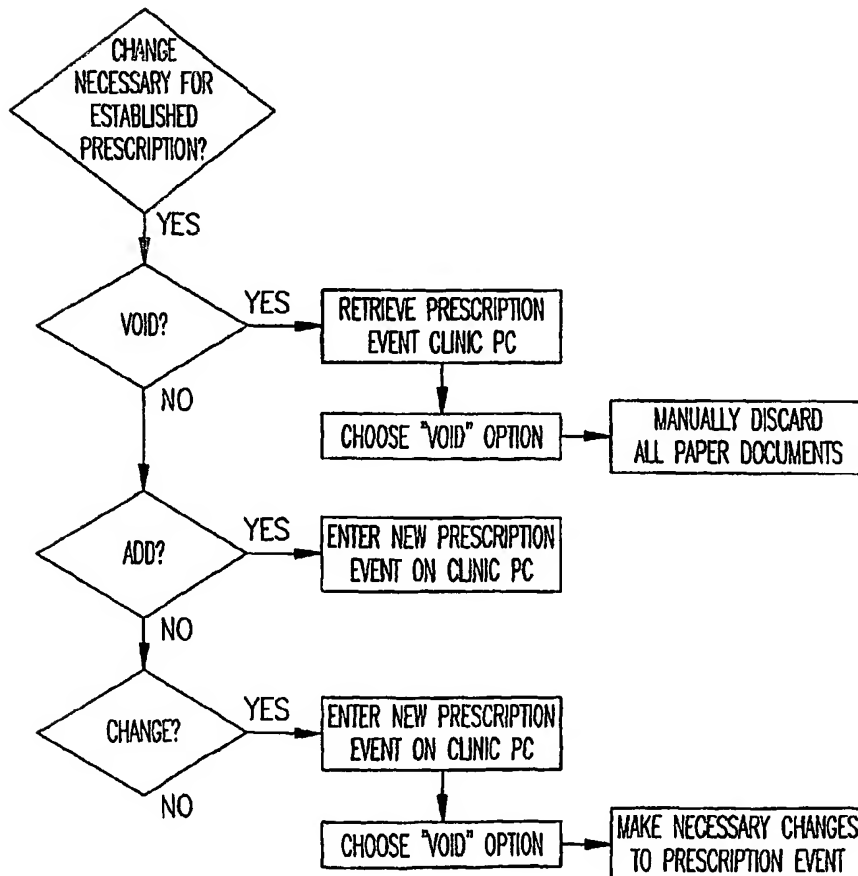 CHANGE
NECESSARY FOR
ESTABLISHED
PRESCRIPTION?
YES
VOID?
YES
RETRIEVE PRESCRIPTION
EVENT CLINIC PC
NO
CHOOSE "VOID" OPTION
MANUALLY DISCARD
ALL PAPER DOCUMENTS
ADD?
YES
ENTER NEW PRESCRIPTION
EVENT ON CLINIC PC
NO
CHANGE?
YES
ENTER NEW PRESCRIPTION
EVENT ON CLINIC PC
NO
CHOOSE "VOID" OPTION
MAKE NECESSARY CHANGES
TO PRESCRIPTION EVENT